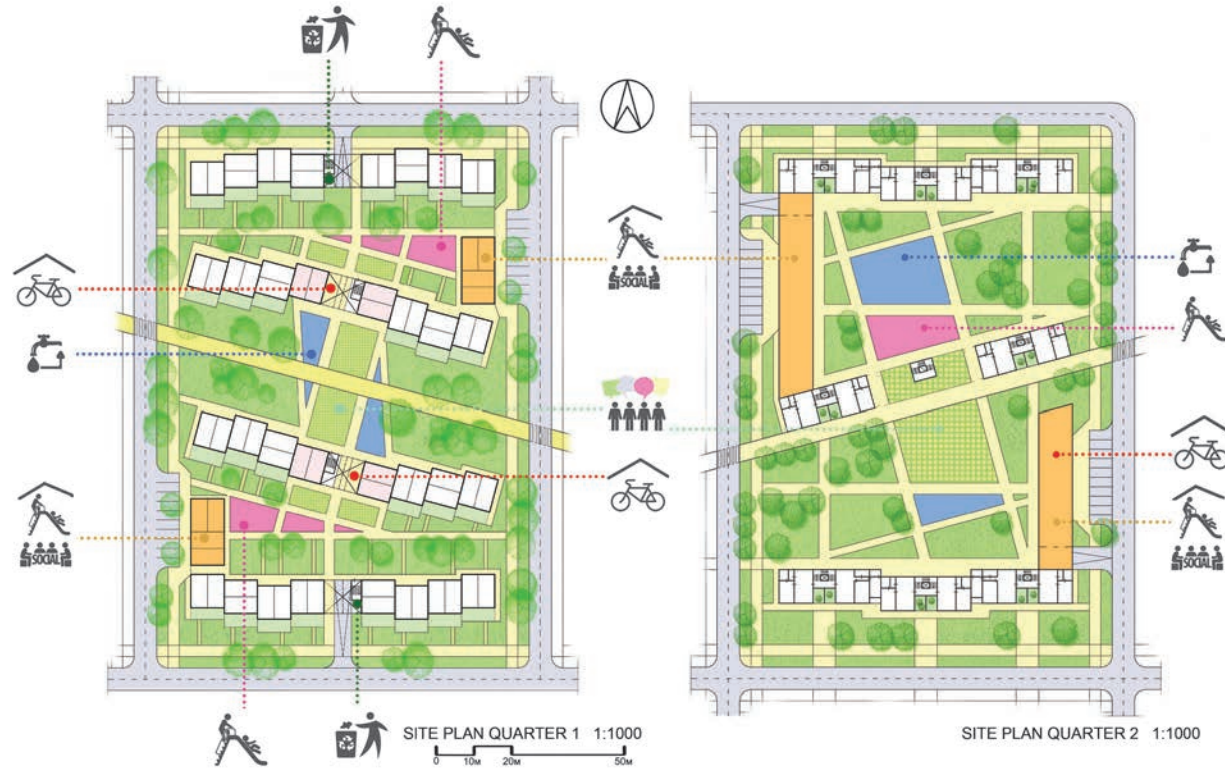 SOCIAL
SOCIAL
SOCIAL
SITE PLAN QUARTER 1 1:1000
0 10M 20M 50M
SITE PLAN QUARTER 2 1:1000